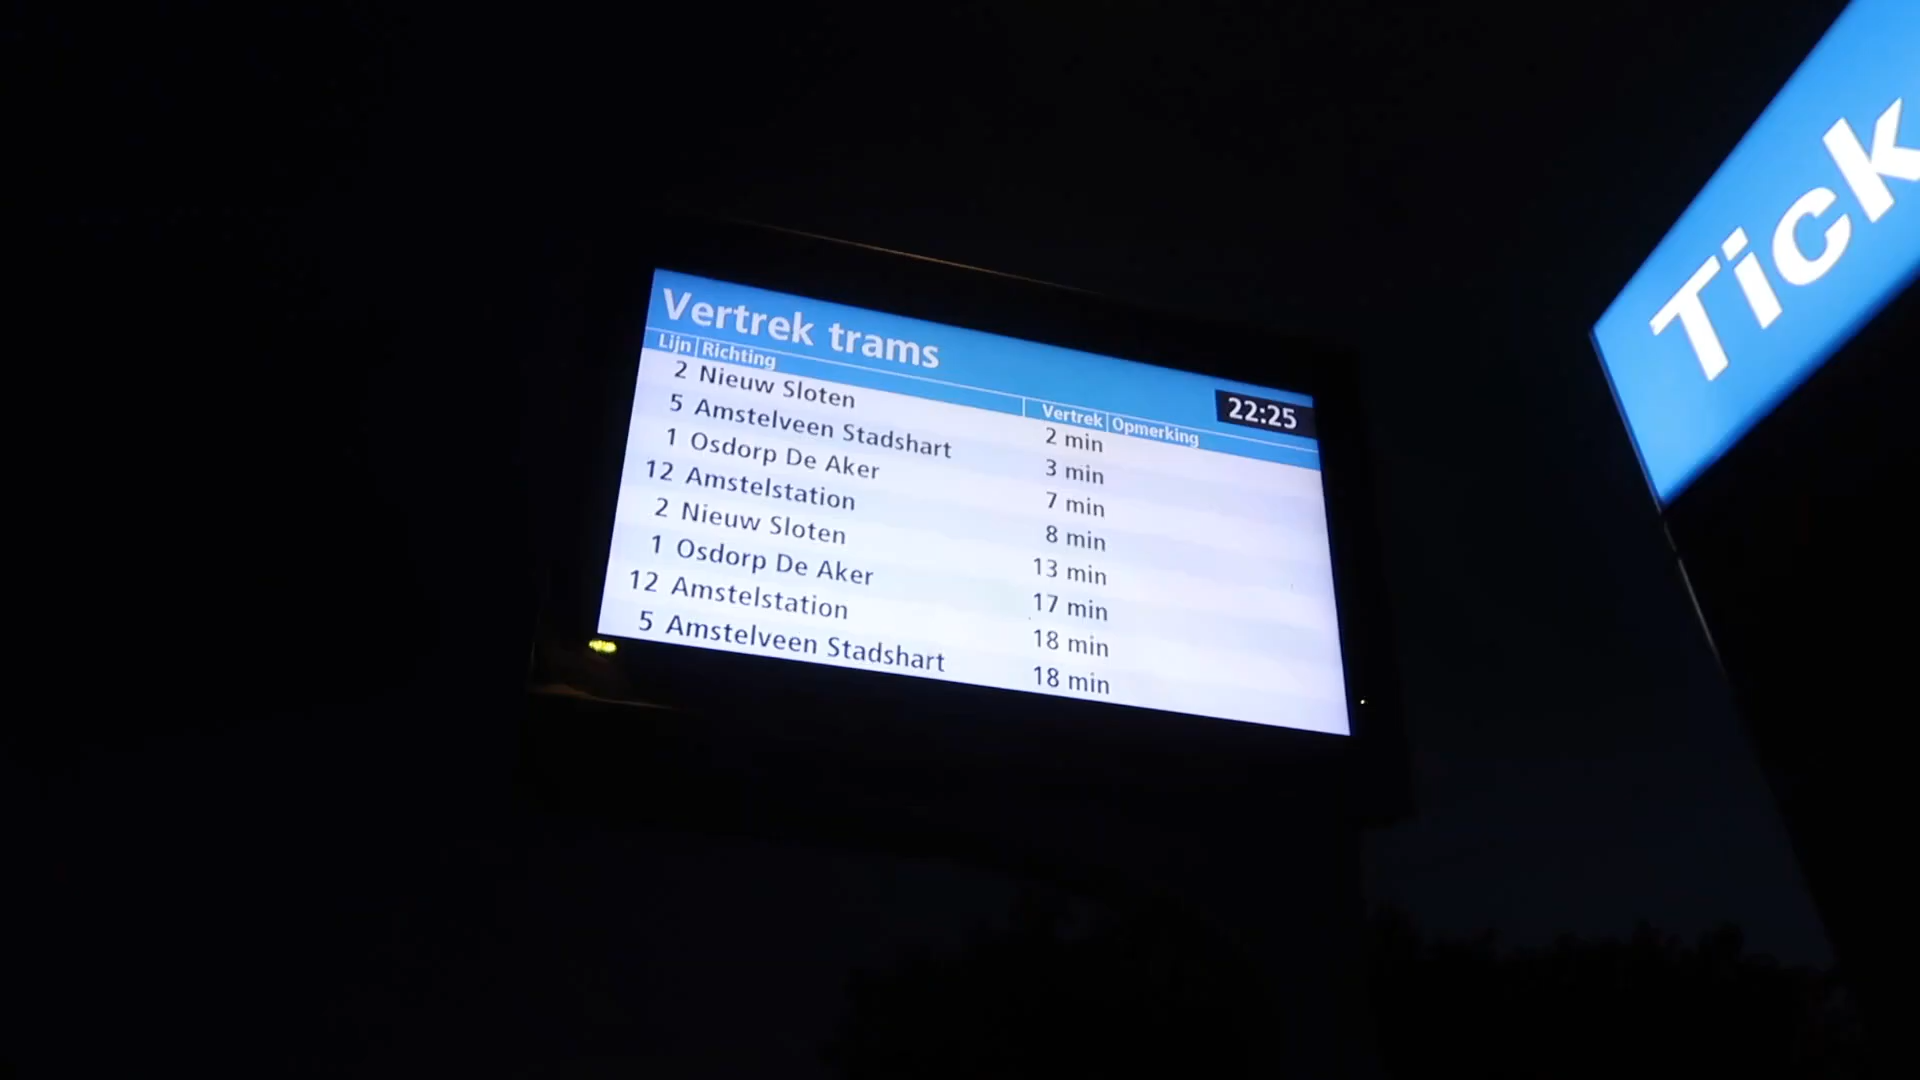 Vertrek trams
22:25
Lijn Richting Vertrek Opmerking
2 Nieuw Sloten 2 min
5 Amstelveen Stadshart 3 min
1 Osdorp De Aker 7 min
12 Amstelstation 8 min
2 Nieuw Sloten 13 min
1 Osdorp De Aker 17 min
12 Amstelstation 18 min
5 Amstelveen Stadshart 18 min
Tick